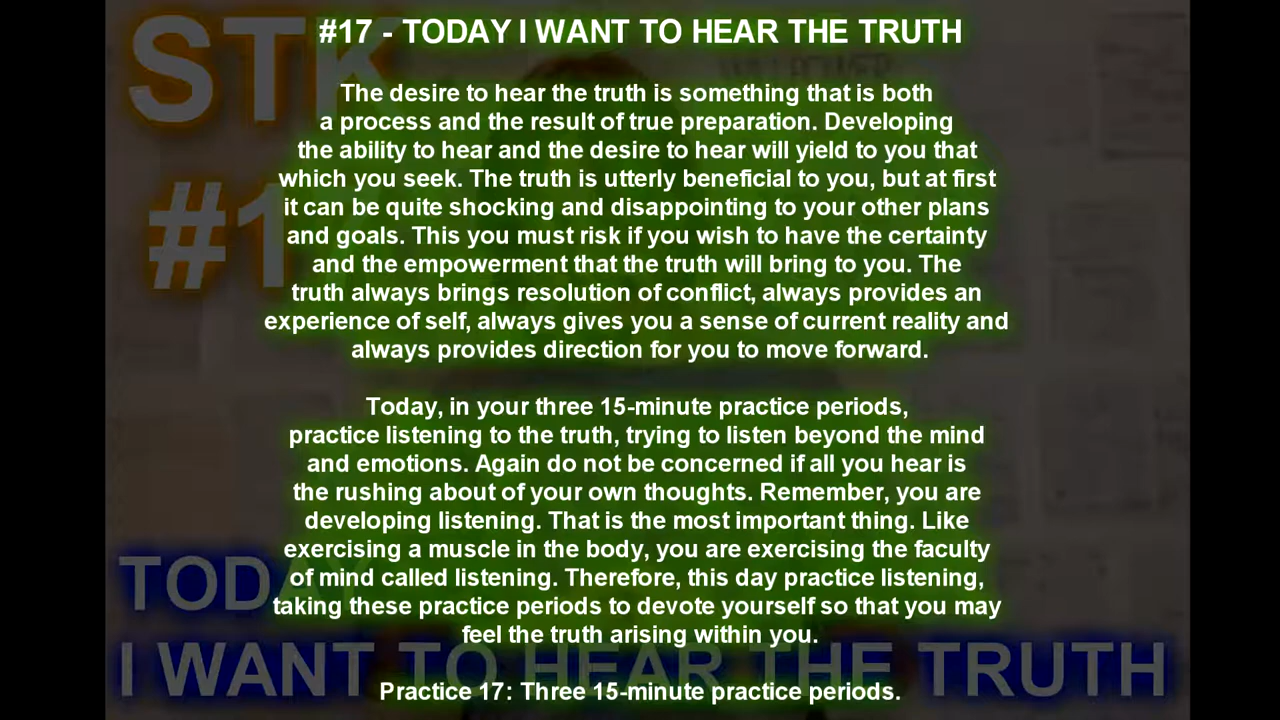 #17 - TODAY I WANT TO HEAR THE TRUTH
The desire to hear the truth is something that is both
a process and the result of true preparation. Developing
the ability to hear and the desire to hear will yield to you that
which you seek. The truth is utterly beneficial to you, but at first
it can be quite shocking and disappointing to your other plans
and goals. This you must risk if you wish to have the certainty
and the empowerment that the truth will bring to you. The
truth always brings resolution of conflict, always provides an
experience of self, always gives you a sense of current reality and
always provides direction for you to move forward.
Today, in your three 15-minute practice periods,
practice listening to the truth, trying to listen beyond the mind
and emotions. Again do not be concerned if all you hear is
the rushing about of your own thoughts. Remember, you are
developing listening. That is the most important thing. Like
exercising a muscle in the body, you are exercising the faculty
of mind called listening. Therefore, this day practice listening,
taking these practice periods to devote yourself so that you may
feel the truth arising within you.
Practice 17: Three 15-minute practice periods.
STK
#1
TODAY
I WANT TO HEAR THE TRUTH